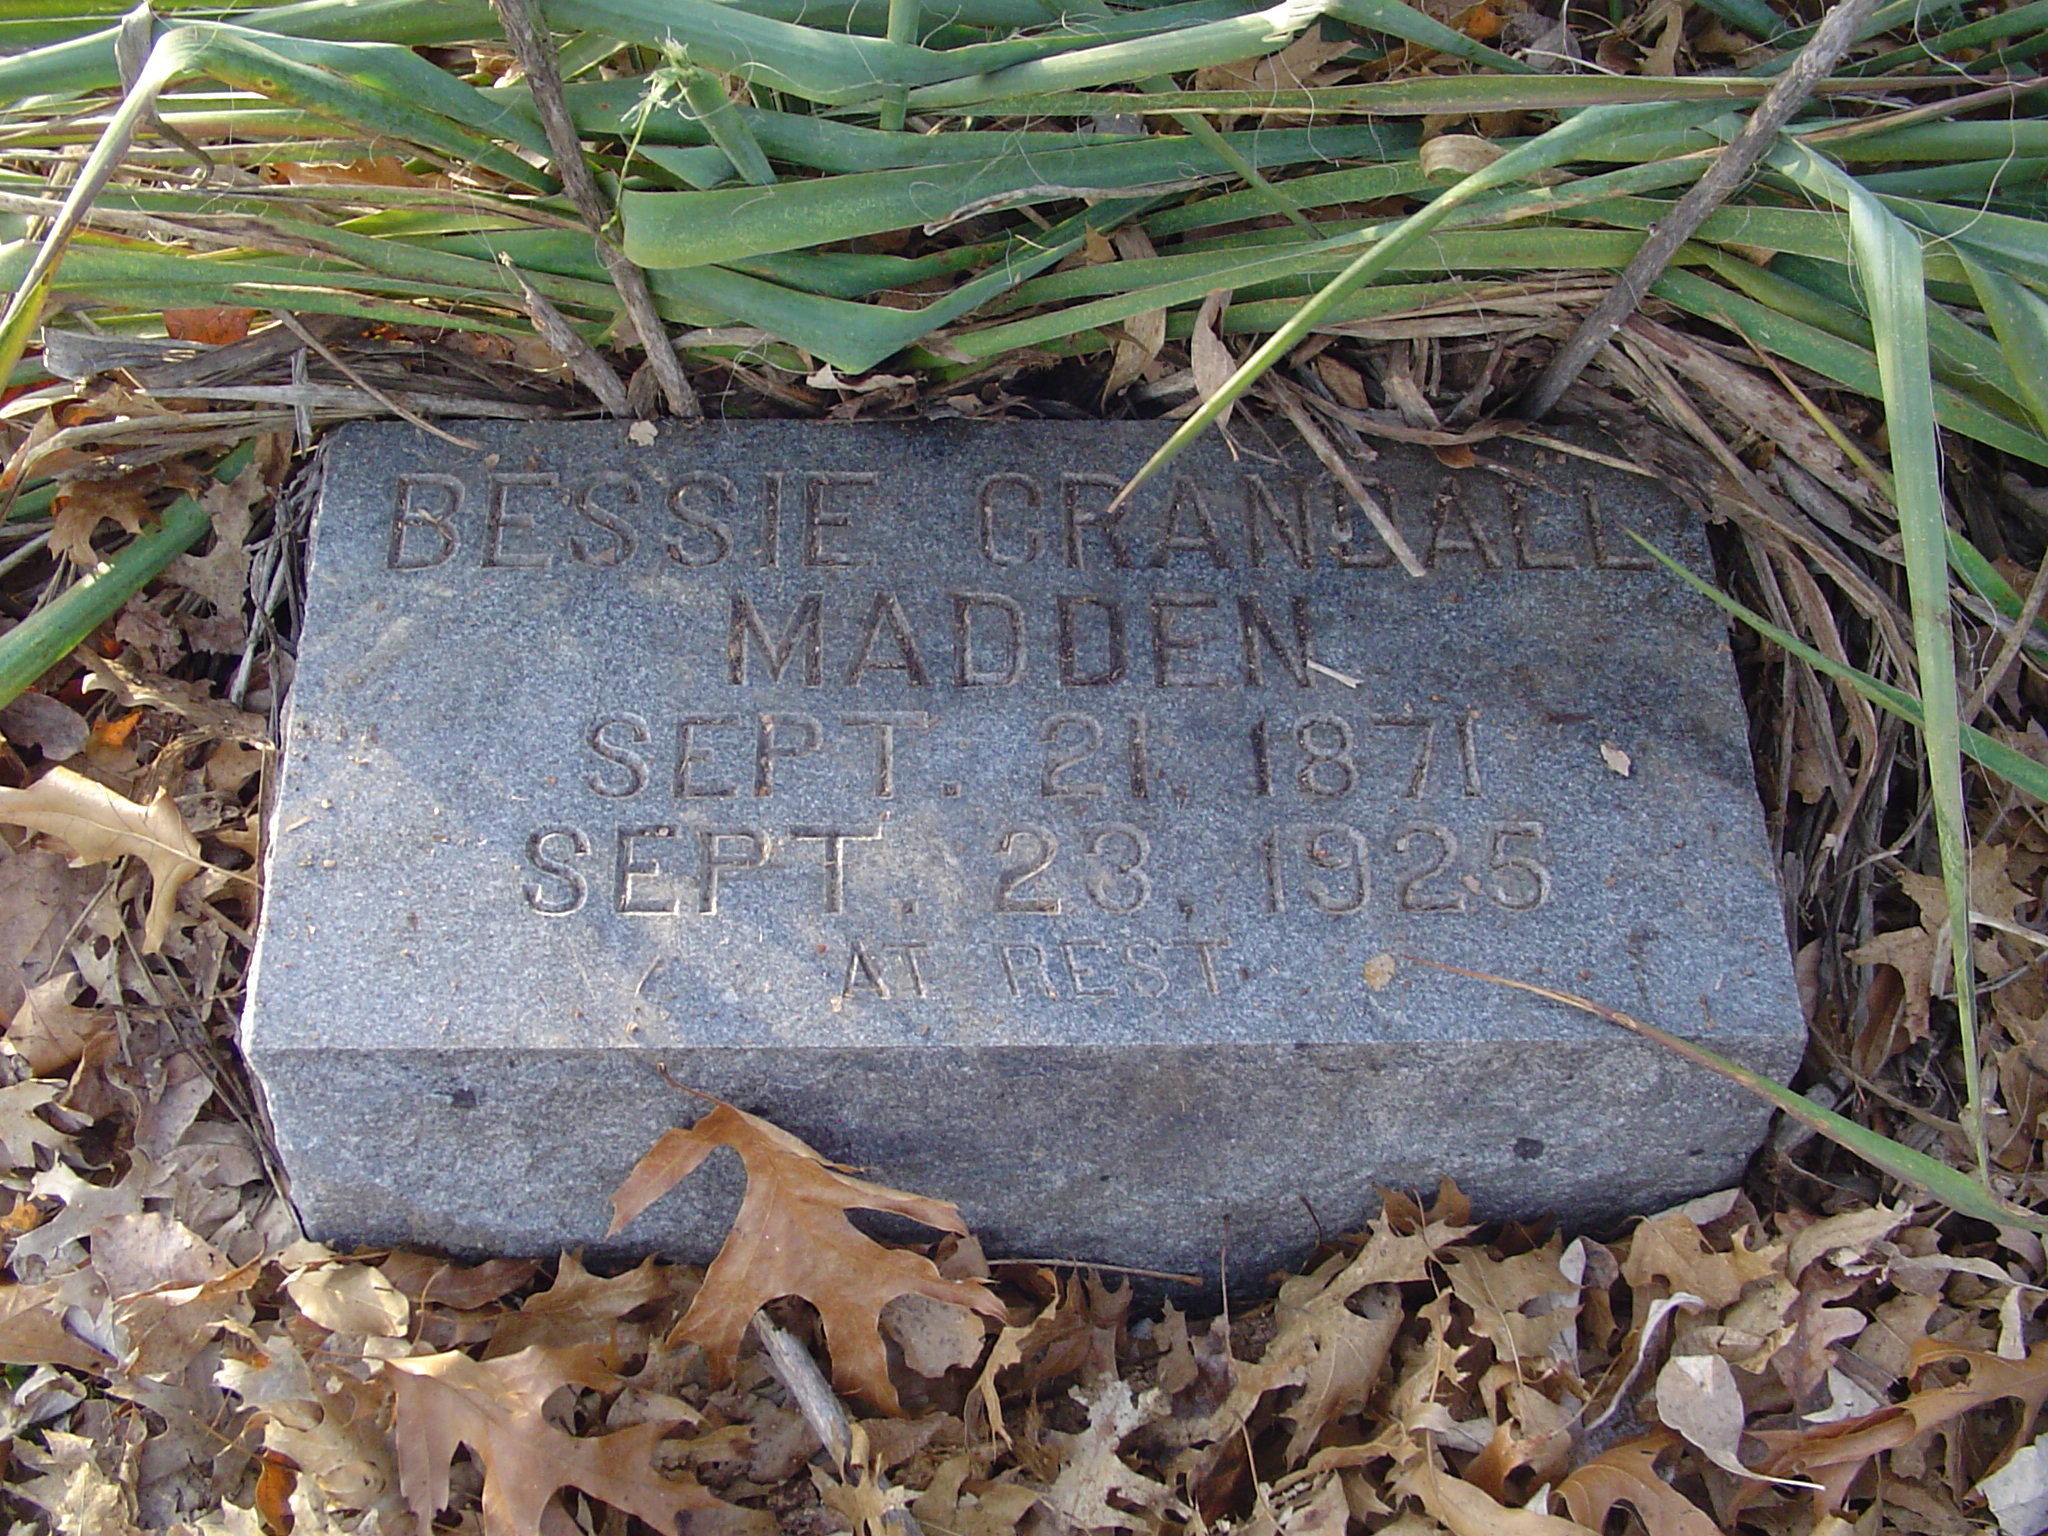 BESSIE CRANDALL
MADDEN
SEPT. 21, 1871
SEPT. 23, 1925
AT REST